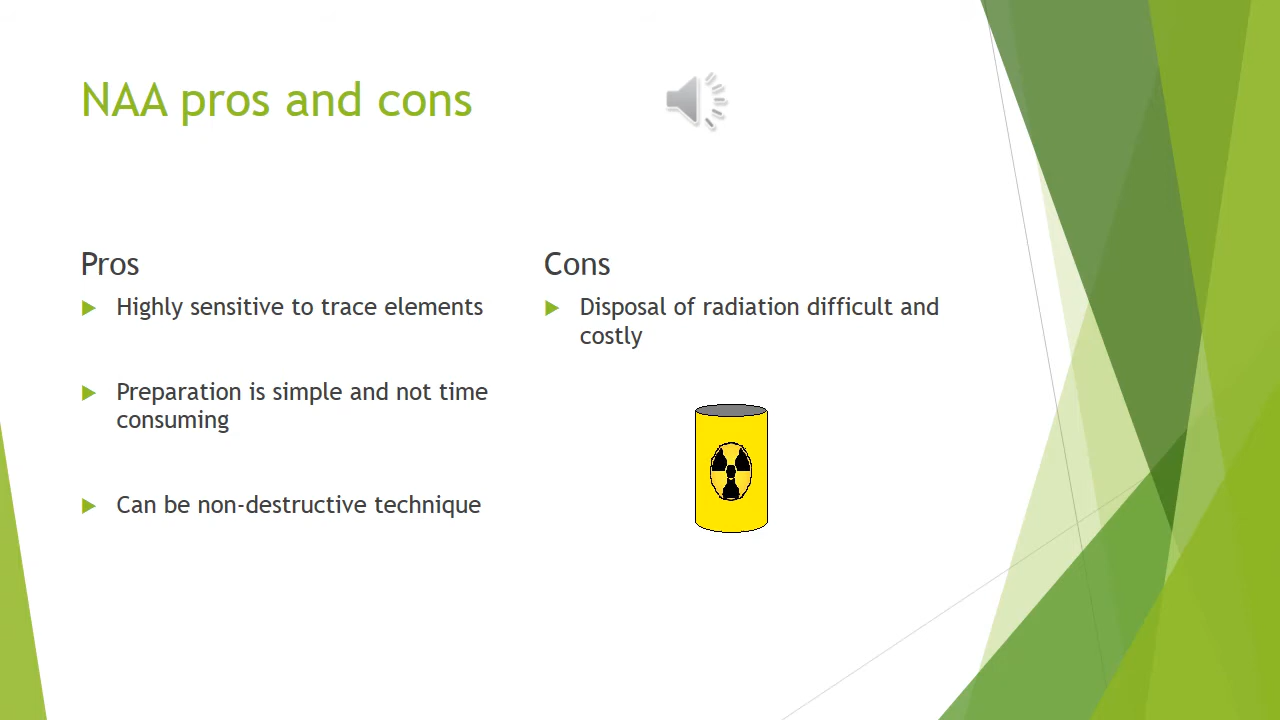 NAA pros and cons
Pros
Highly sensitive to trace elements
Preparation is simple and not time
consuming
Can be non-destructive technique
Cons
Disposal of radiation difficult and
costly